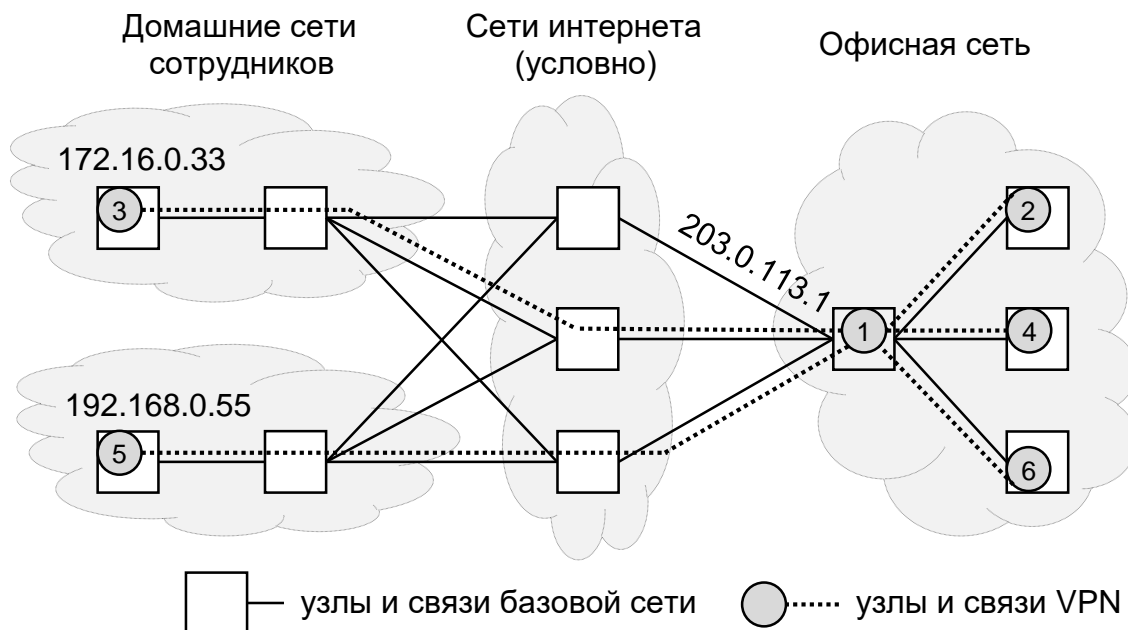 Домашние сети
сотрудников
Сети интернета
(условно)
Офисная сеть
172.16.0.33
3
2
203.0.113.1
1
4
192.168.0.55
5
6
узлы и связи базовой сети
узлы и связи VPN